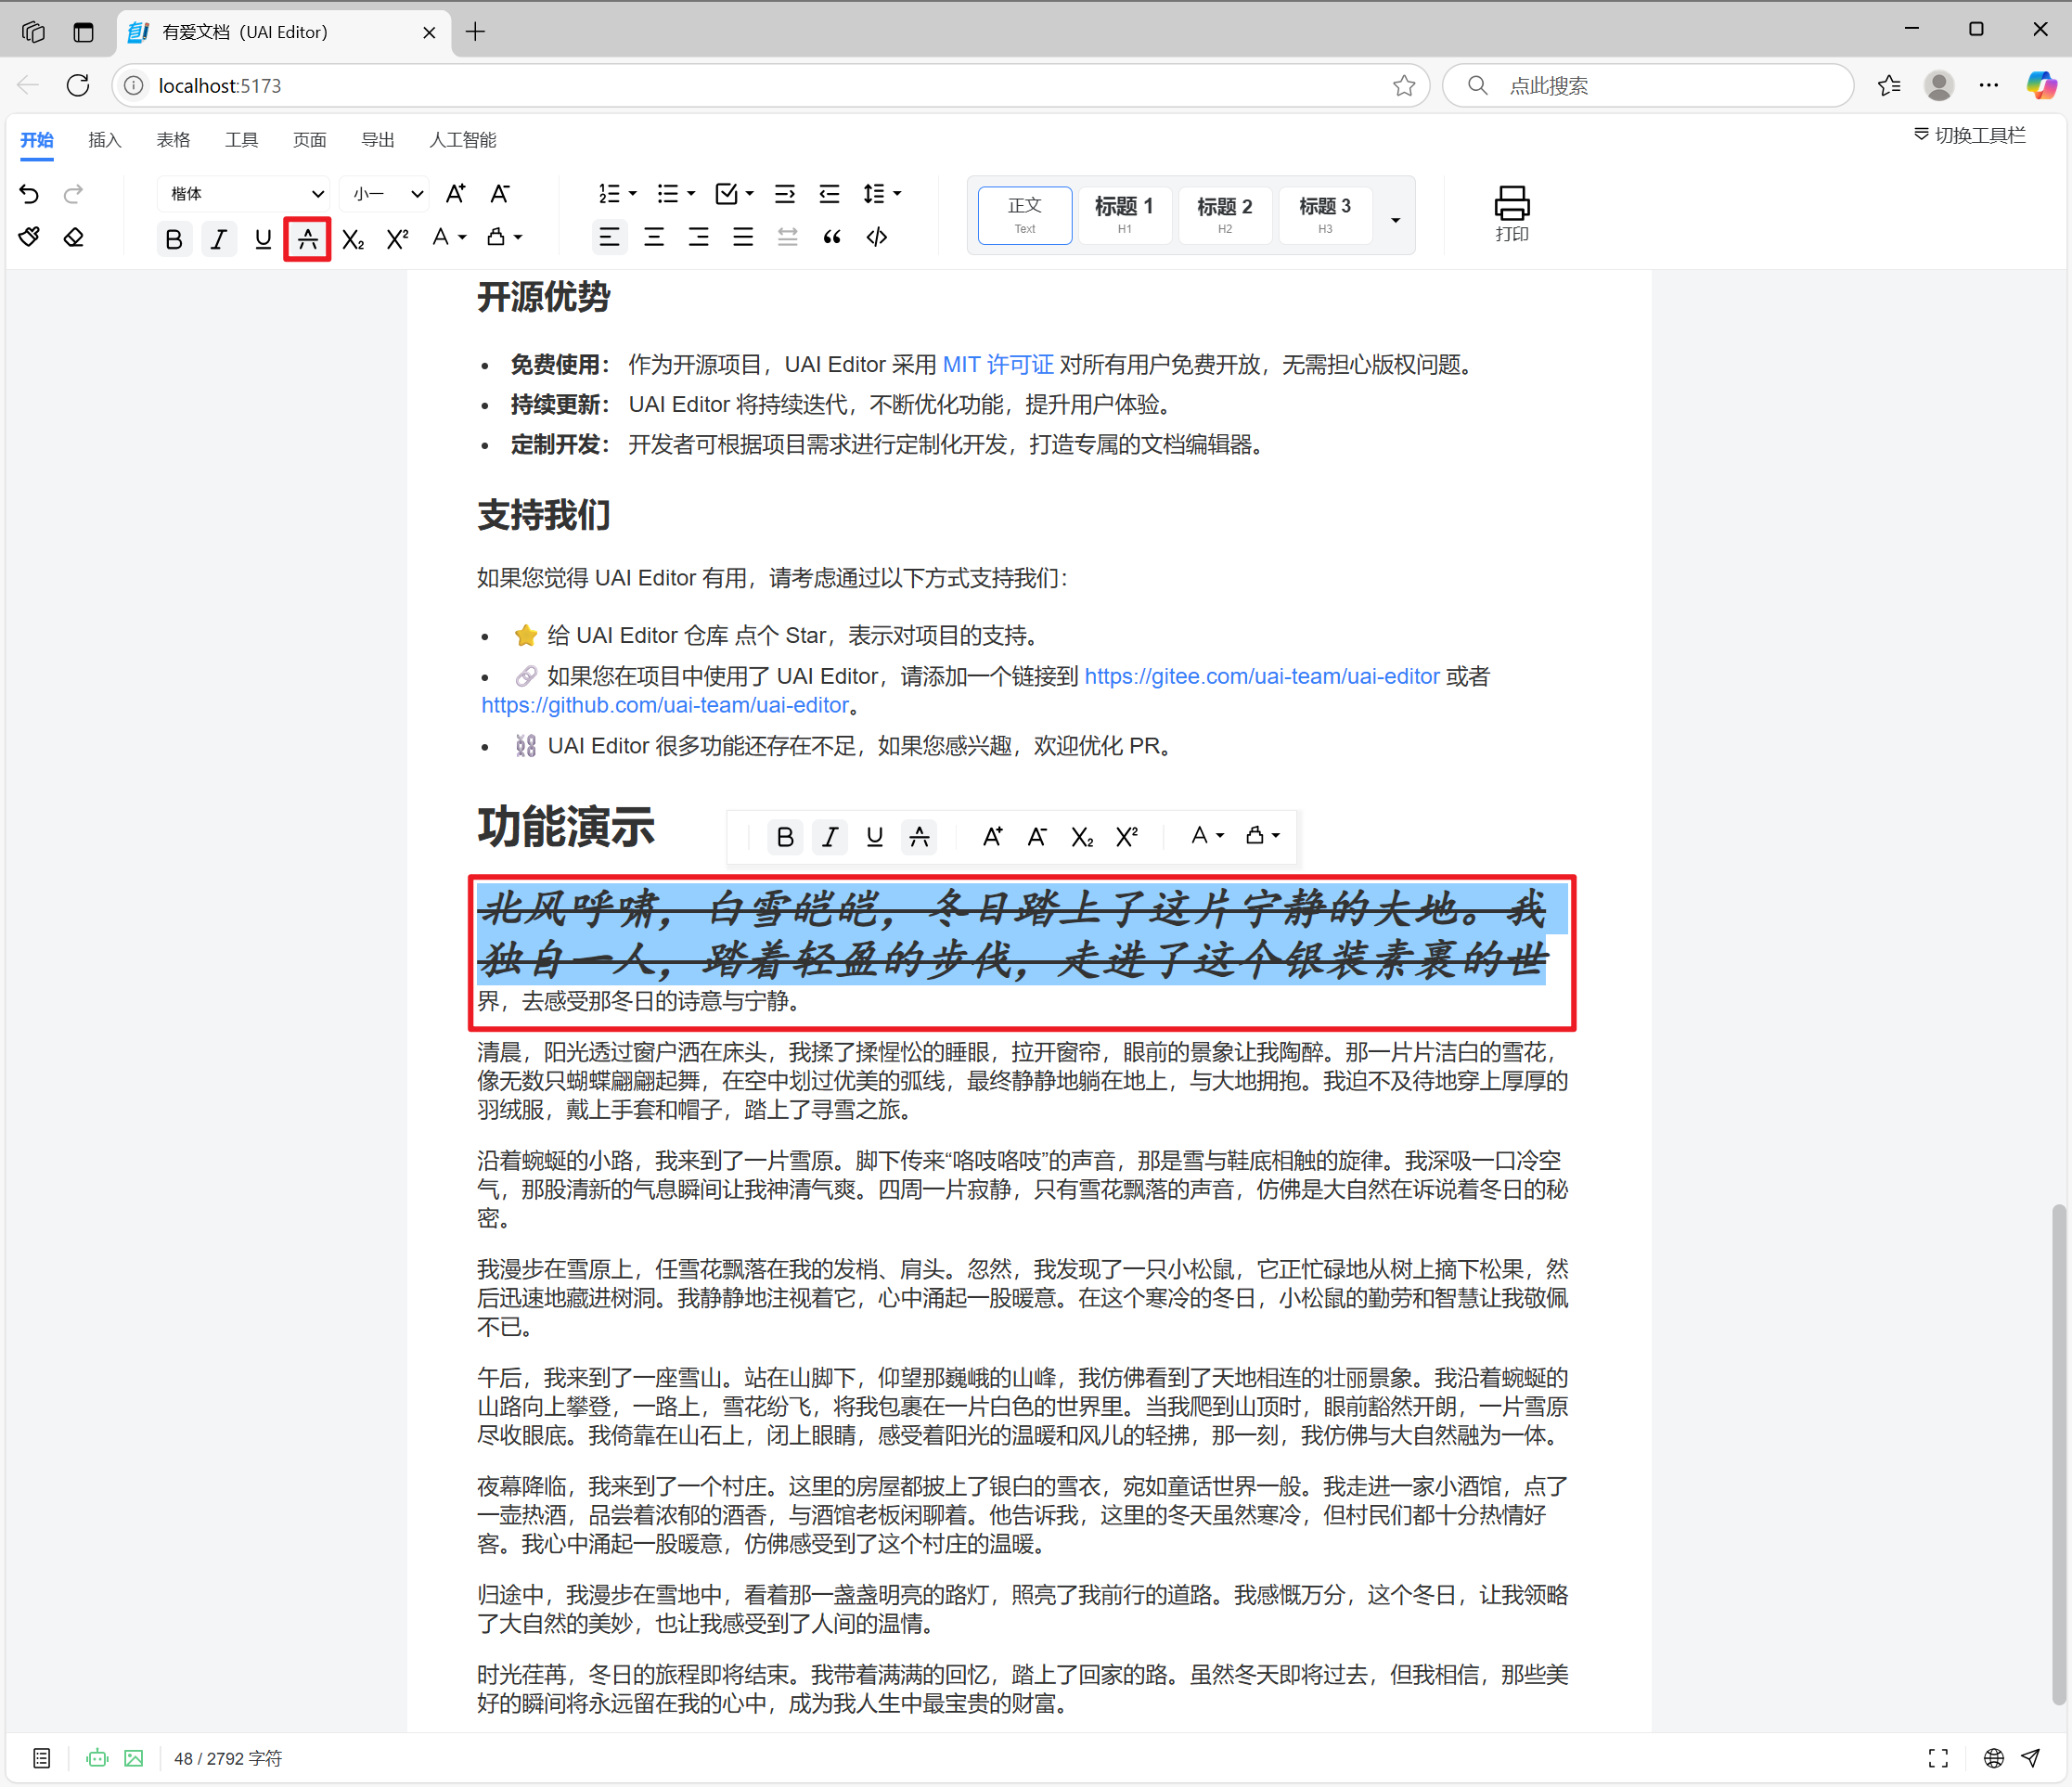 有爱文档（UAI Editor）
localhost:5173
点此搜索
开始 插入 表格 工具 页面 导出 人工智能
切换工具栏
楷体 小一
正文 Text
标题 1 H1
标题 2 H2
标题 3 H3
打印
开源优势
• 免费使用： 作为开源项目，UAI Editor 采用 MIT 许可证 对所有用户免费开放，无需担心版权问题。
• 持续更新： UAI Editor 将持续迭代，不断优化功能，提升用户体验。
• 定制开发： 开发者可根据项目需求进行定制化开发，打造专属的文档编辑器。
支持我们
如果您觉得 UAI Editor 有用，请考虑通过以下方式支持我们：
• ⭐ 给 UAI Editor 仓库 点个 Star，表示对项目的支持。
• 🔗 如果您在项目中使用了 UAI Editor，请添加一个链接到 https://gitee.com/uai-team/uai-editor 或者
https://github.com/uai-team/uai-editor。
• ⛓ UAI Editor 很多功能还存在不足，如果您感兴趣，欢迎优化 PR。
功能演示
北风呼啸，白雪皑皑，冬日踏上了这片宁静的大地。我
独自一人，踏着轻盈的步伐，走进了这个银装素裹的世
界，去感受那冬日的诗意与宁静。
清晨，阳光透过窗户洒在床头，我揉了揉惺忪的睡眼，拉开窗帘，眼前的景象让我陶醉。那一片片洁白的雪花，
像无数只蝴蝶翩翩起舞，在空中划过优美的弧线，最终静静地躺在地上，与大地拥抱。我迫不及待地穿上厚厚的
羽绒服，戴上手套和帽子，踏上了寻雪之旅。
沿着蜿蜒的小路，我来到了一片雪原。脚下传来“咯吱咯吱”的声音，那是雪与鞋底相触的旋律。我深吸一口冷空
气，那股清新的气息瞬间让我神清气爽。四周一片寂静，只有雪花飘落的声音，仿佛是大自然在诉说着冬日的秘
密。
我漫步在雪原上，任雪花飘落在我的发梢、肩头。忽然，我发现了一只小松鼠，它正忙碌地从树上摘下松果，然
后迅速地藏进树洞。我静静地注视着它，心中涌起一股暖意。在这个寒冷的冬日，小松鼠的勤劳和智慧让我敬佩
不已。
午后，我来到了一座雪山。站在山脚下，仰望那巍峨的山峰，我仿佛看到了天地相连的壮丽景象。我沿着蜿蜒的
山路向上攀登，一路上，雪花纷飞，将我包裹在一片白色的世界里。当我爬到山顶时，眼前豁然开朗，一片雪原
尽收眼底。我倚靠在山石上，闭上眼睛，感受着阳光的温暖和风儿的轻拂，那一刻，我仿佛与大自然融为一体。
夜幕降临，我来到了一个村庄。这里的房屋都披上了银白的雪衣，宛如童话世界一般。我走进一家小酒馆，点了
一壶热酒，品尝着浓郁的酒香，与酒馆老板闲聊着。他告诉我，这里的冬天虽然寒冷，但村民们都十分热情好
客。我心中涌起一股暖意，仿佛感受到了这个村庄的温暖。
归途中，我漫步在雪地中，看着那一盏盏明亮的路灯，照亮了我前行的道路。我感慨万分，这个冬日，让我领略
了大自然的美妙，也让我感受到了人间的温情。
时光荏苒，冬日的旅程即将结束。我带着满满的回忆，踏上了回家的路。虽然冬天即将过去，但我相信，那些美
好的瞬间将永远留在我的心中，成为我人生中最宝贵的财富。
48 / 2792 字符